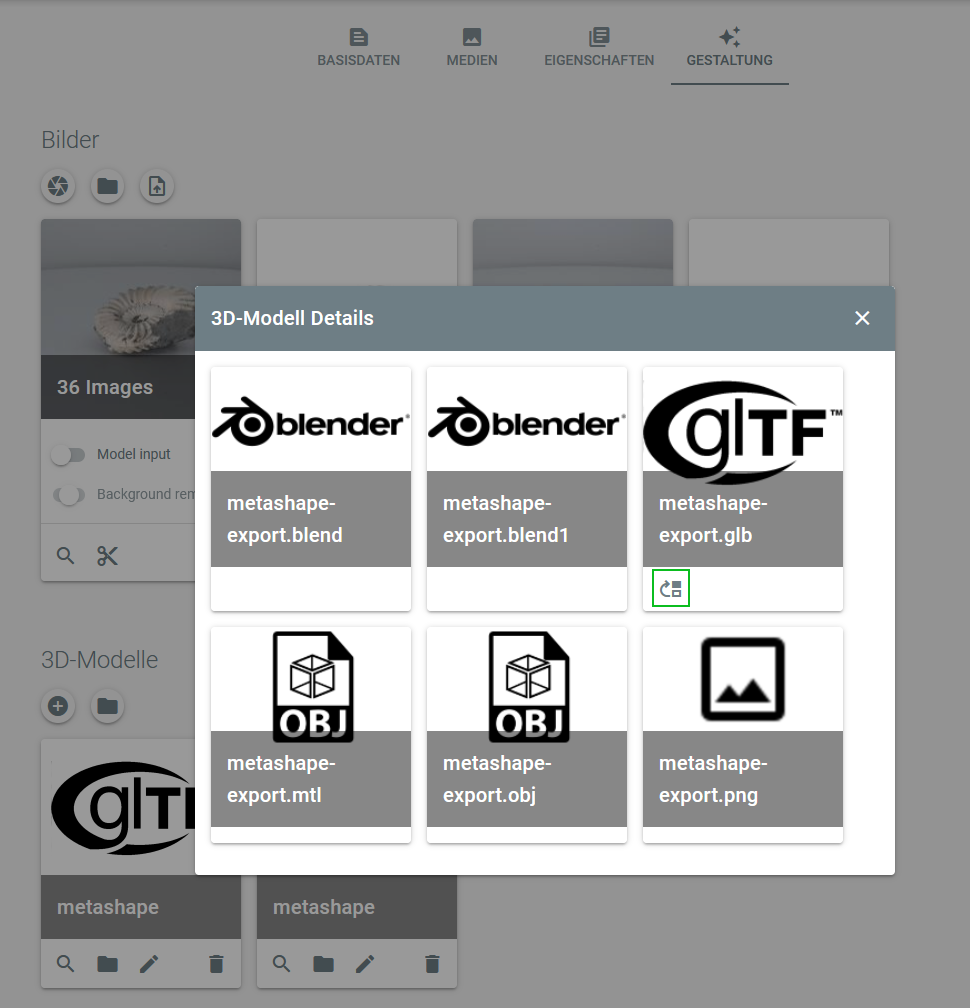 BASISDATEN MEDIEN EIGENSCHAFTEN GESTALTUNG
Bilder
36 Images
Model input
Background rem
3D-Modell Details
blender
blender
glTF™
metashape-
export.blend
metashape-
export.blend1
metashape-
export.glb
OBJ
OBJ
metashape-
export.mtl
metashape-
export.obj
metashape-
export.png
3D-Modelle
glTF
metashape
metashape